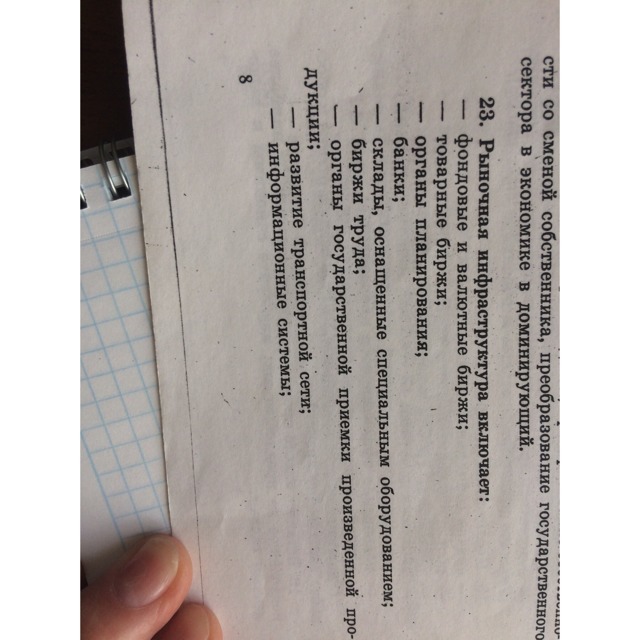 сти со сменой собственника, преобразование государственного
сектора в экономике в доминирующий.
23. Рыночная инфраструктура включает:
— фондовые и валютные биржи;
— товарные биржи;
— органы планирования;
— банки;
— склады, оснащенные специальным оборудованием;
— биржи труда;
— органы государственной приемки произведенной про-
дукции;
— развитие транспортной сети;
— информационные системы;
8